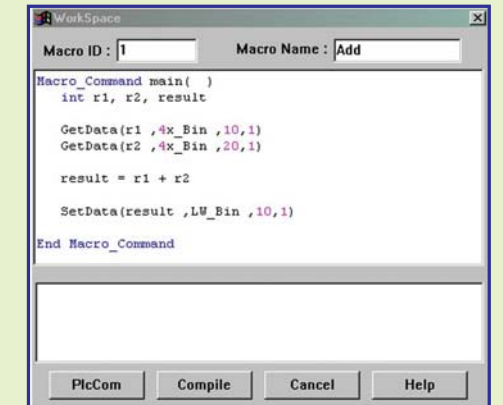 WorkSpace
Macro ID : 1 Macro Name : Add
Macro_Command main( )
int r1, r2, result
GetData(r1 ,4x_Bin ,10,1)
GetData(r2 ,4x_Bin ,20,1)
result = r1 + r2
SetData(result ,LW_Bin ,10,1)
End Macro_Command
PlcCom Compile Cancel Help